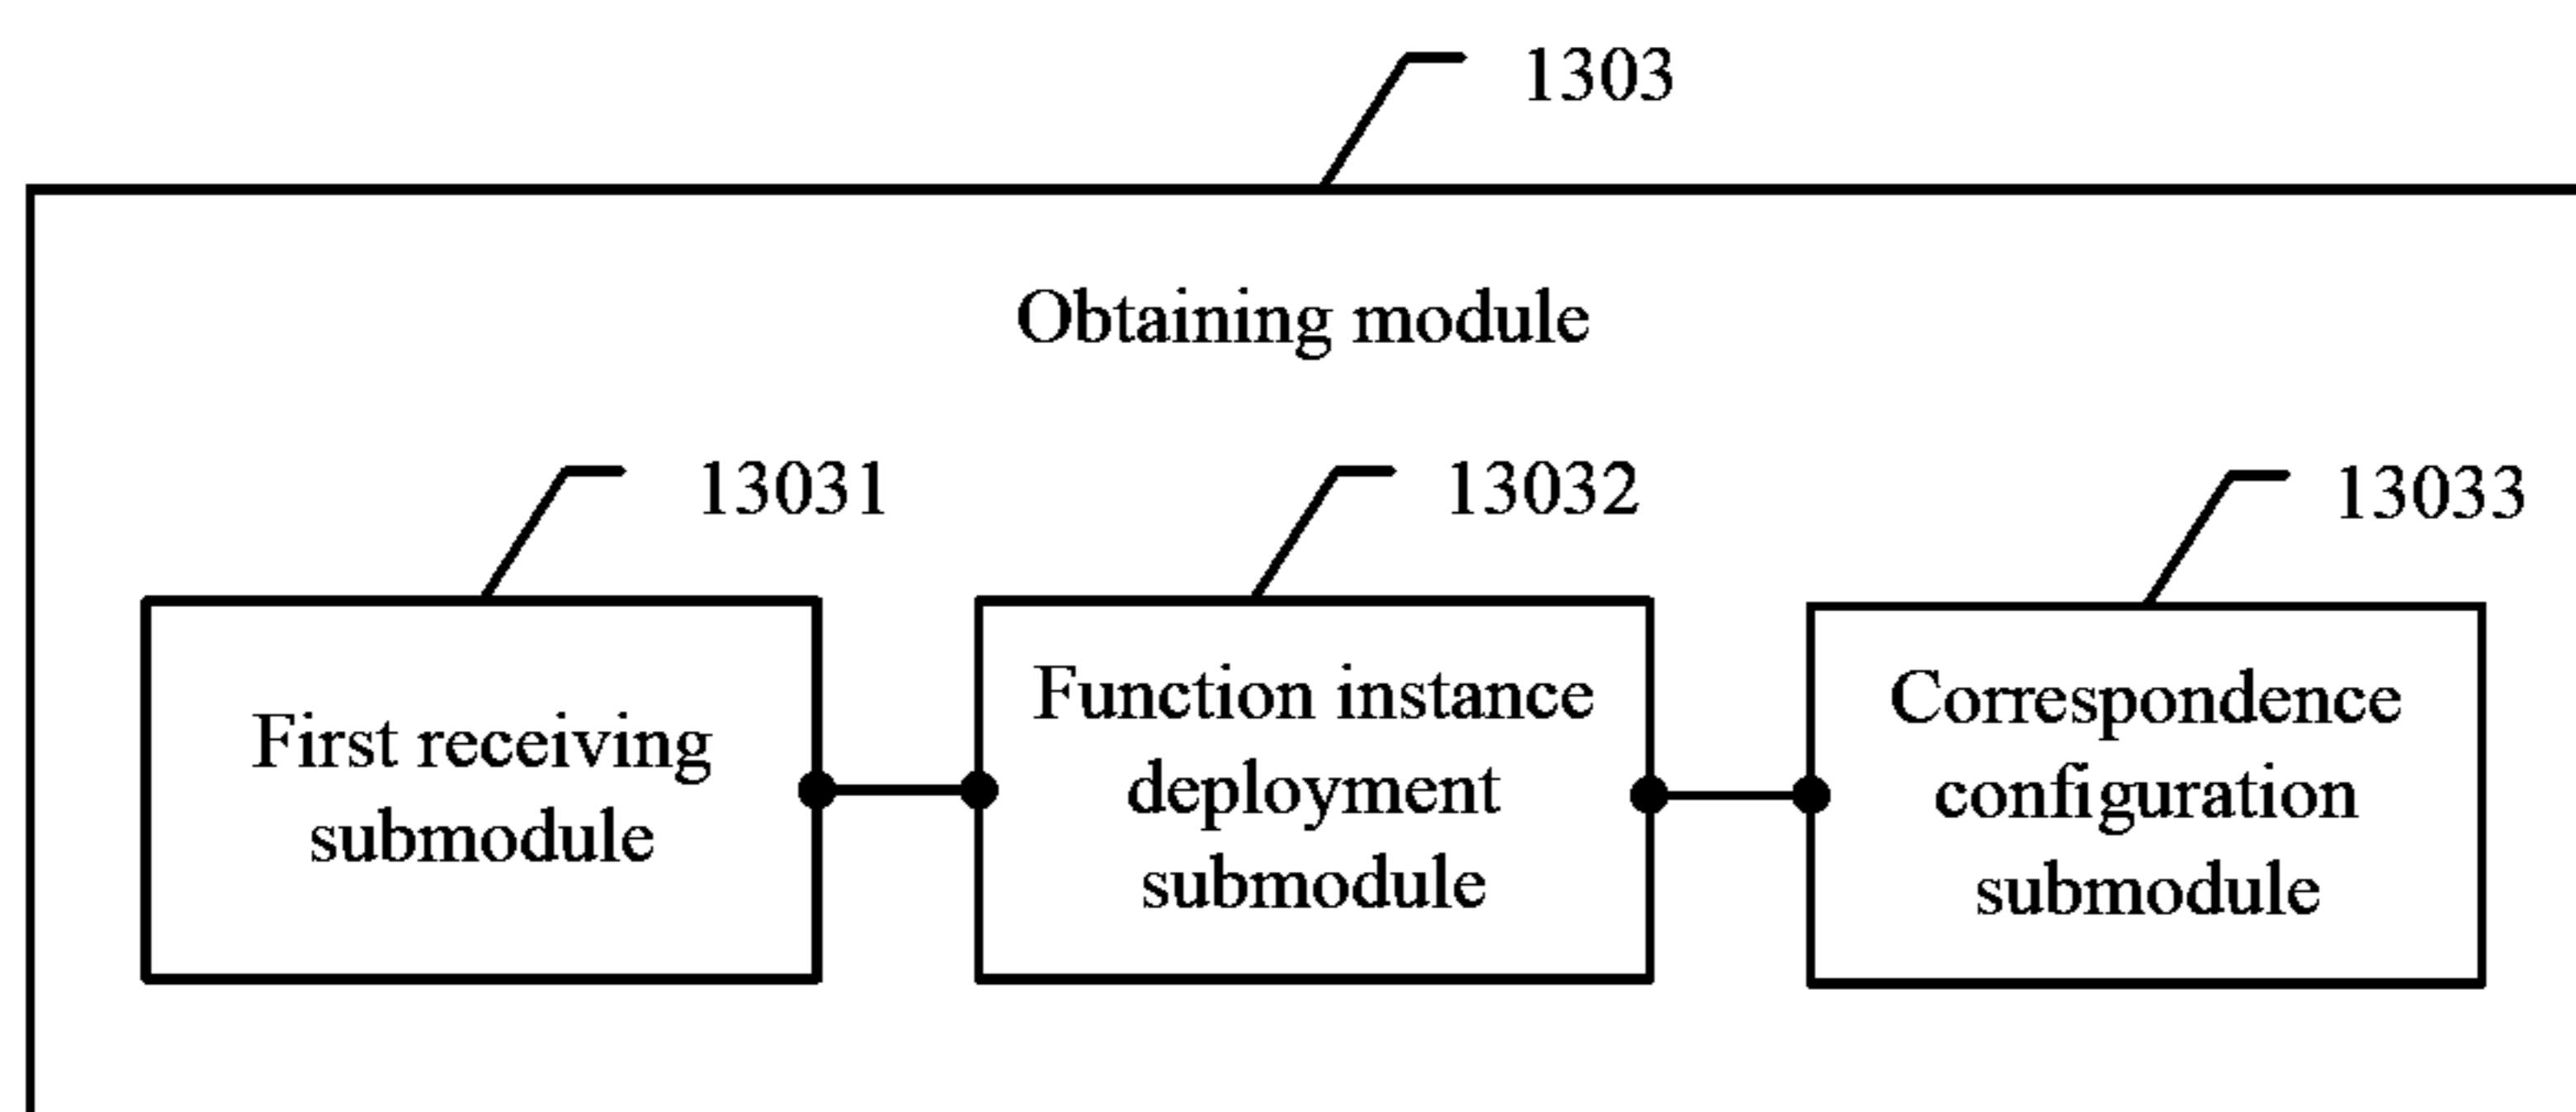 1303
Obtaining module
13031
13032
13033
First receiving
submodule
Function instance
deployment
submodule
Correspondence
configuration
submodule